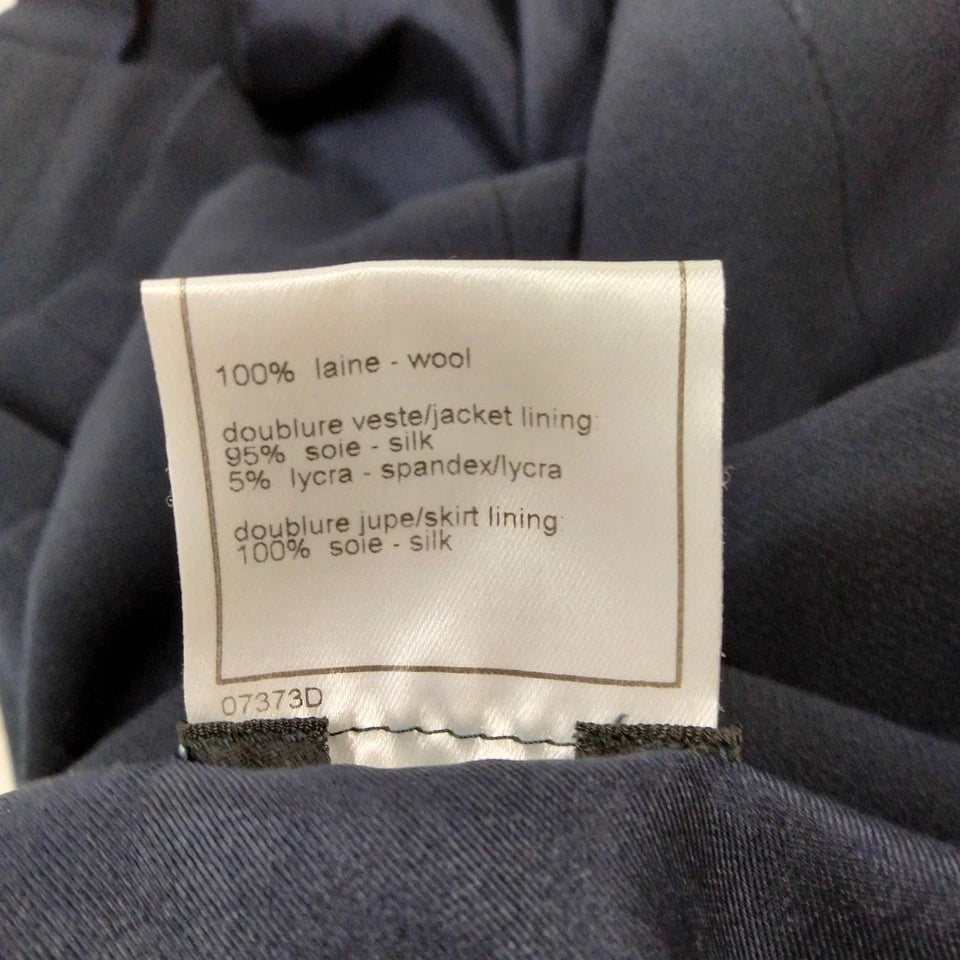 100% laine - wool
doublure veste/jacket lining:
95% soie - silk
5% lycra - spandex/lycra
doublure jupe/skirt lining:
100% soie - silk
07373D